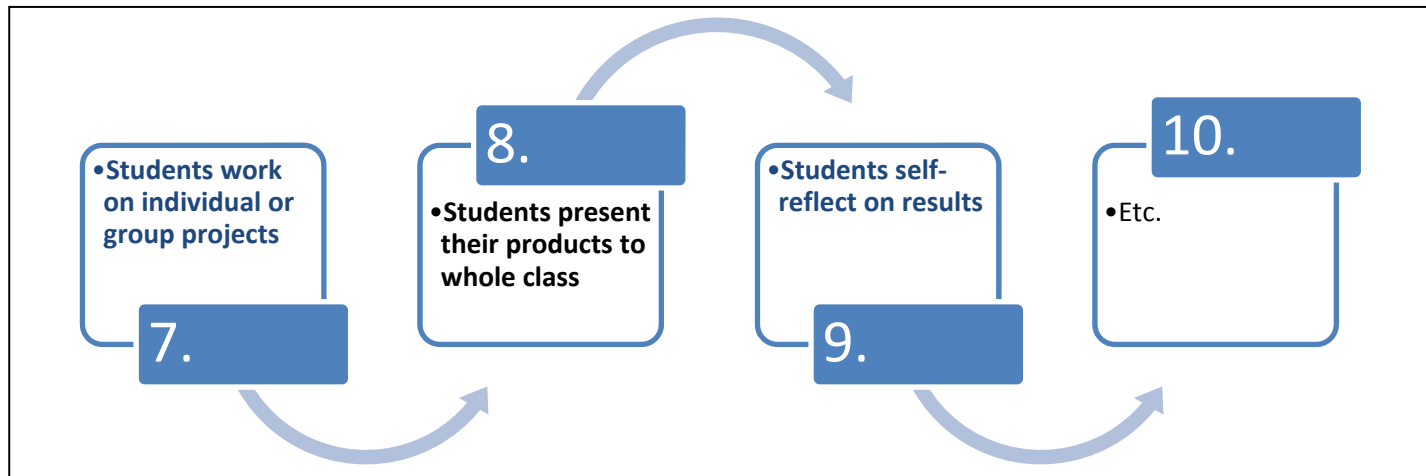 •Students work
on individual or
group projects
7.
8.
•Students present
their products to
whole class
•Students self-
reflect on results
9.
10.
•Etc.